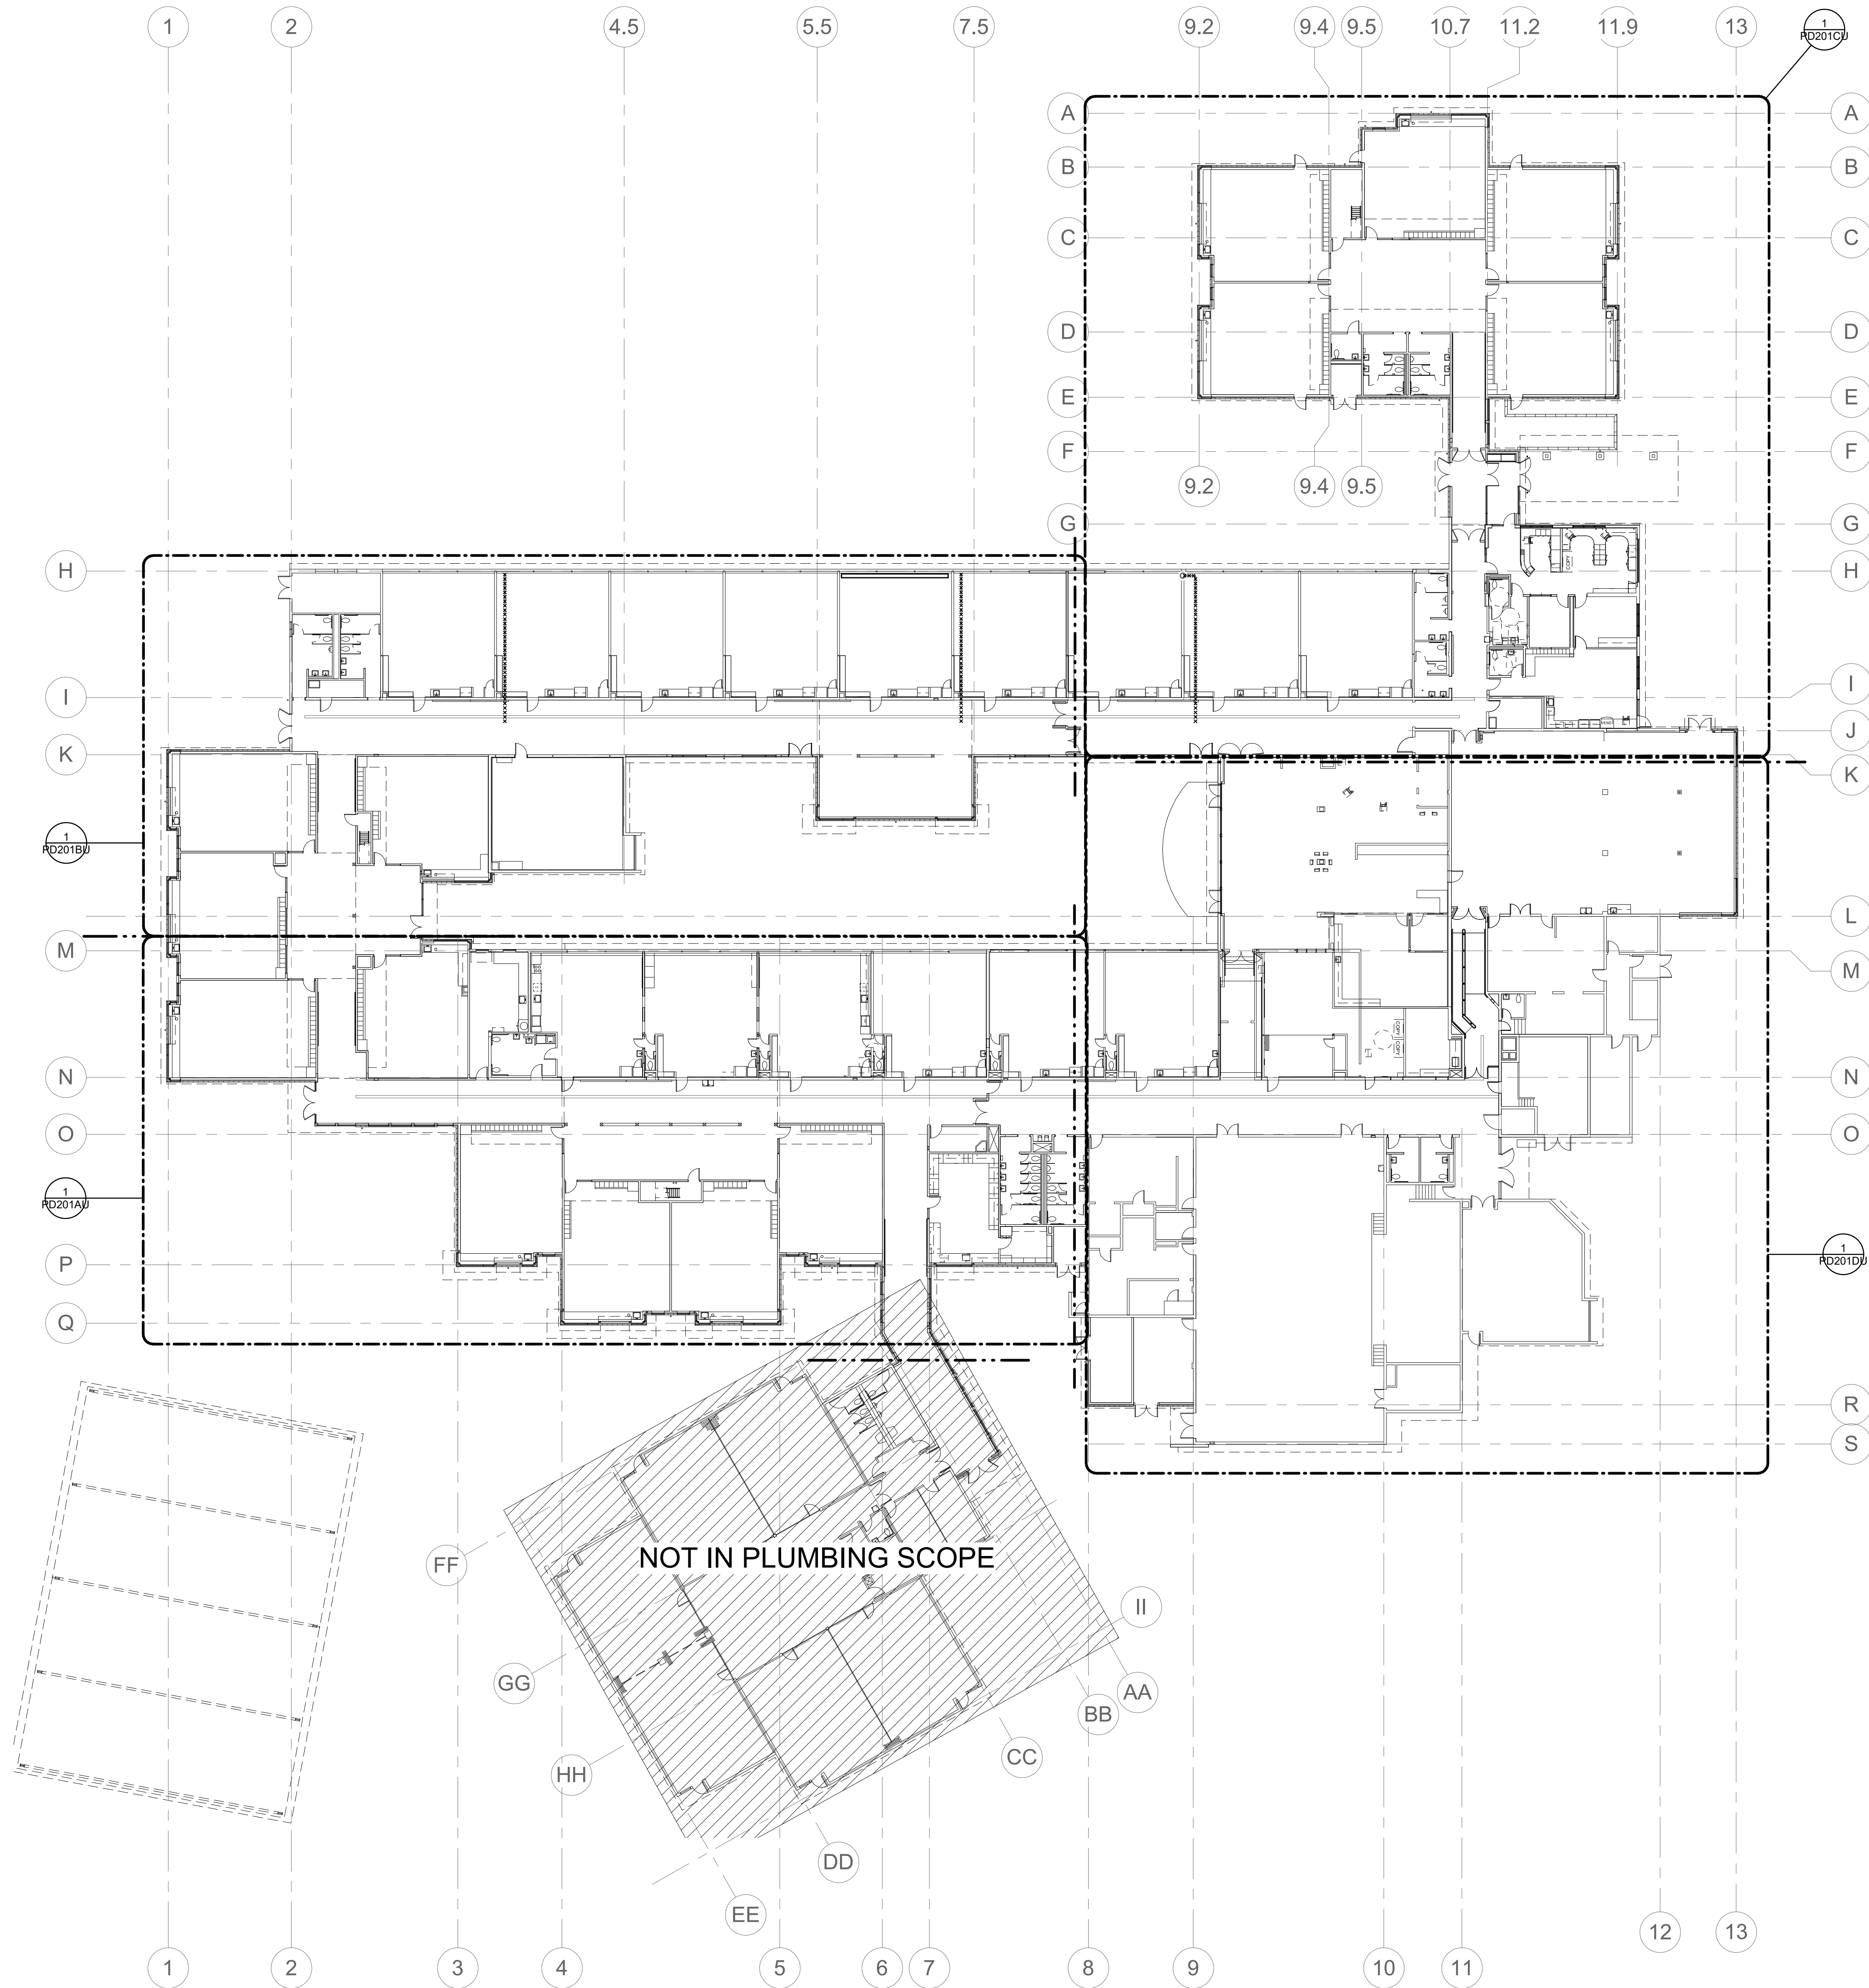 1
2
4.5
5.5
7.5
9.2
9.4
9.5
10.7
11.2
11.9
13
1
PD201CU
A
A
B
B
C
C
D
D
E
E
F
F
9.2
9.4
9.5
G
G
H
H
COPY
I
I
J
K
K
1
PD201BU
L
M
M
COPY
COPY
N
N
O
O
1
PD201AU
P
1
PD201DU
Q
R
S
FF
NOT IN PLUMBING SCOPE
II
GG
AA
BB
CC
HH
DD
EE
12
13
1
2
3
4
5
6
7
8
9
10
11